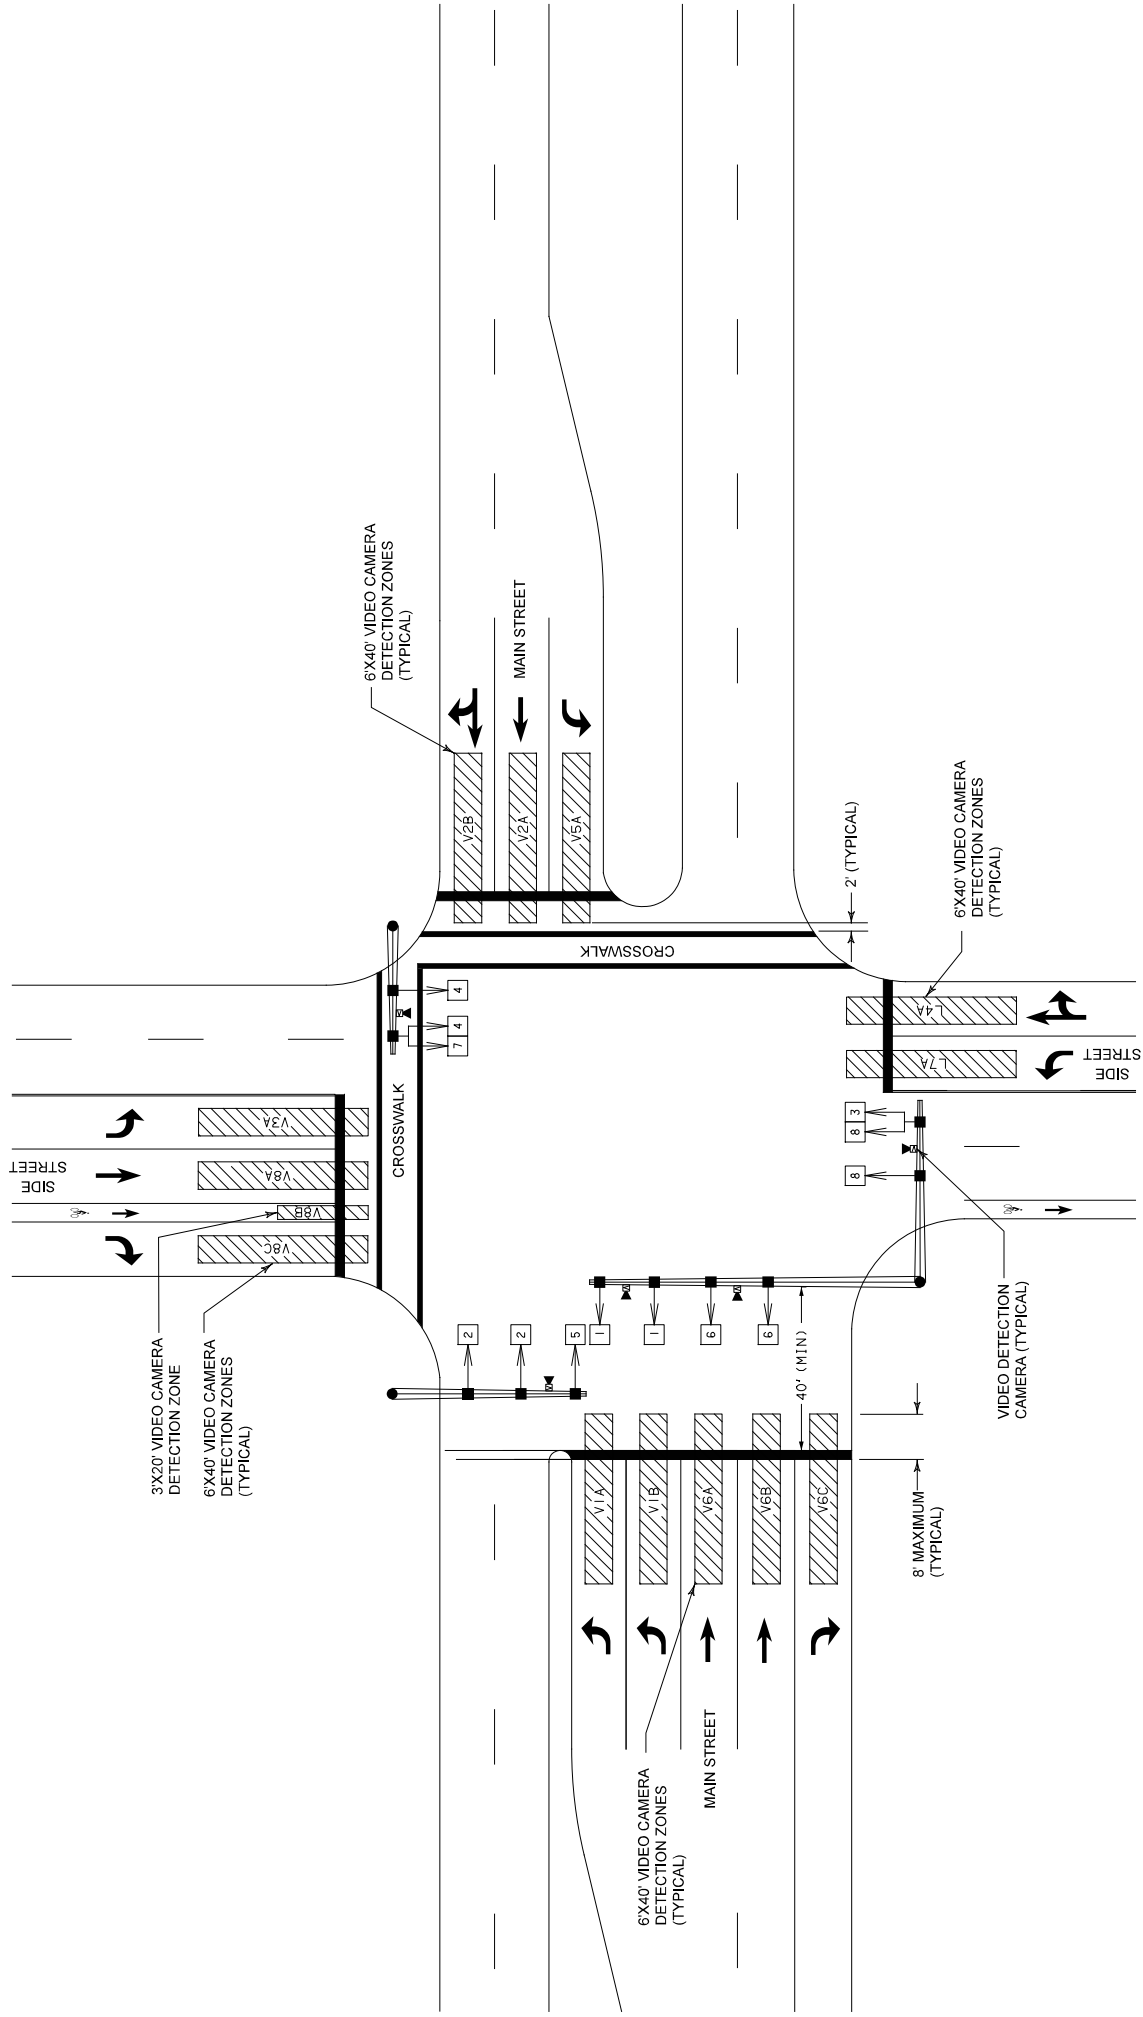 6'X40' VIDEO CAMERA
DETECTION ZONES
(TYPICAL)
MAIN STREET
V2B
V2A
V5A
2' (TYPICAL)
6'X40' VIDEO CAMERA
DETECTION ZONES
(TYPICAL)
CROSSWALK
4
4
7
L4A
L7A
SIDE
STREET
SIDE
STREET
V3A
V8A
V8B
V8C
CROSSWALK
3
8
8
3'X20' VIDEO CAMERA
DETECTION ZONE
6'X40' VIDEO CAMERA
DETECTION ZONES
(TYPICAL)
2
2
5
1
1
6
6
40' (MIN)
VIDEO DETECTION
CAMERA (TYPICAL)
V1A
V1B
V6A
V6B
V6C
8' MAXIMUM
(TYPICAL)
MAIN STREET
6'X40' VIDEO CAMERA
DETECTION ZONES
(TYPICAL)